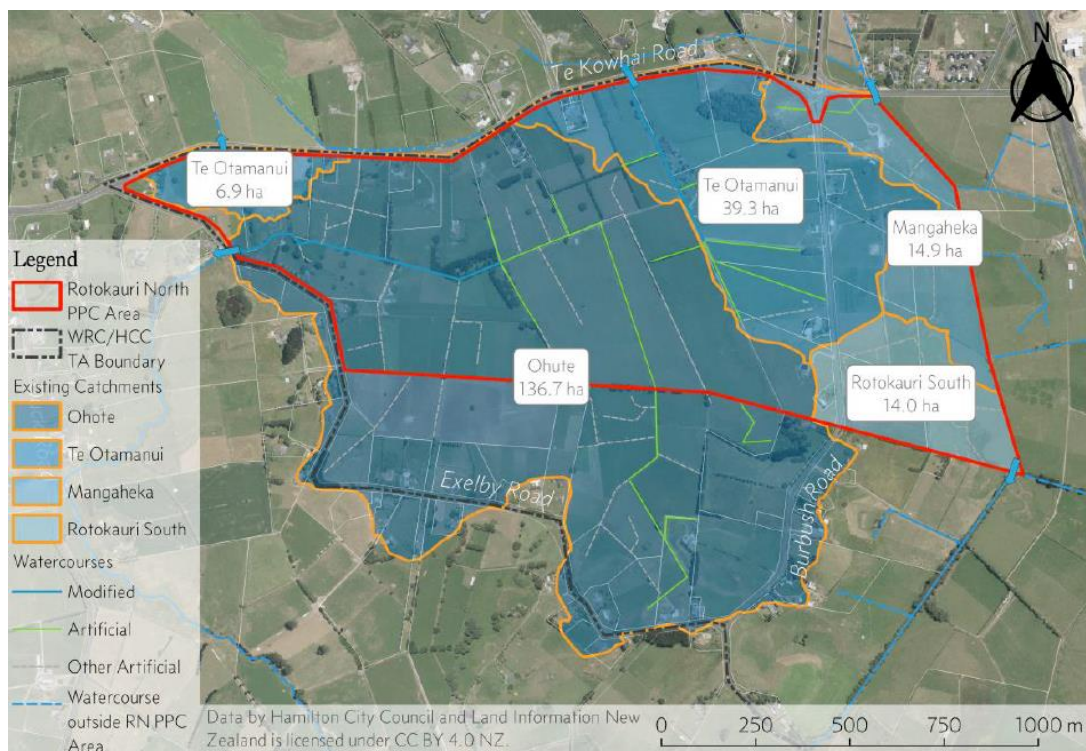 Te Kowhai Road
N
Te Otamanui
6.9 ha
Te Otamanui
39.3 ha
Mangaheka
14.9 ha
Ohute
136.7 ha
Rotokauri South
14.0 ha
Exelby Road
Burbush Road
Legend
Rotokauri North
PPC Area
WRC/HCC
TA Boundary
Existing Catchments
Ohote
Te Otamanui
Mangaheka
Rotokauri South
Watercourses
Modified
Artificial
Other Artificial
Watercourse
outside RN PPC
Area
Data by Hamilton City Council and Land Information New
Zealand is licensed under CC BY 4.0 NZ.
0 250 500 750 1000 m